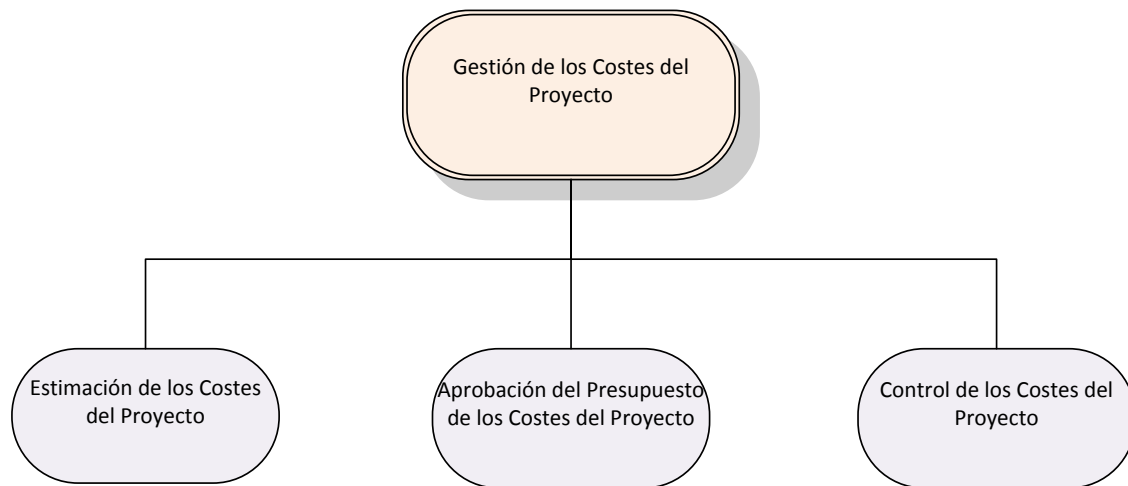 Gestión de los Costes del
Proyecto
Estimación de los Costes
del Proyecto
Aprobación del Presupuesto
de los Costes del Proyecto
Control de los Costes del
Proyecto